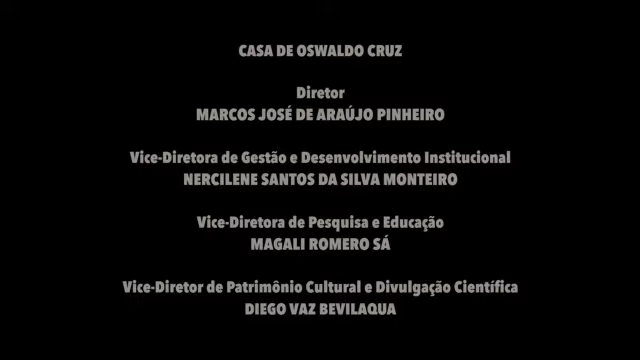 CASA DE OSWALDO CRUZ
Diretor
MARCOS JOSÉ DE ARAÚJO PINHEIRO
Vice-Diretora de Gestão e Desenvolvimento Institucional
NERCILENE SANTOS DA SILVA MONTEIRO
Vice-Diretora de Pesquisa e Educação
MAGALI ROMERO SÁ
Vice-Diretor de Patrimônio Cultural e Divulgação Científica
DIEGO VAZ BEVILAQUA